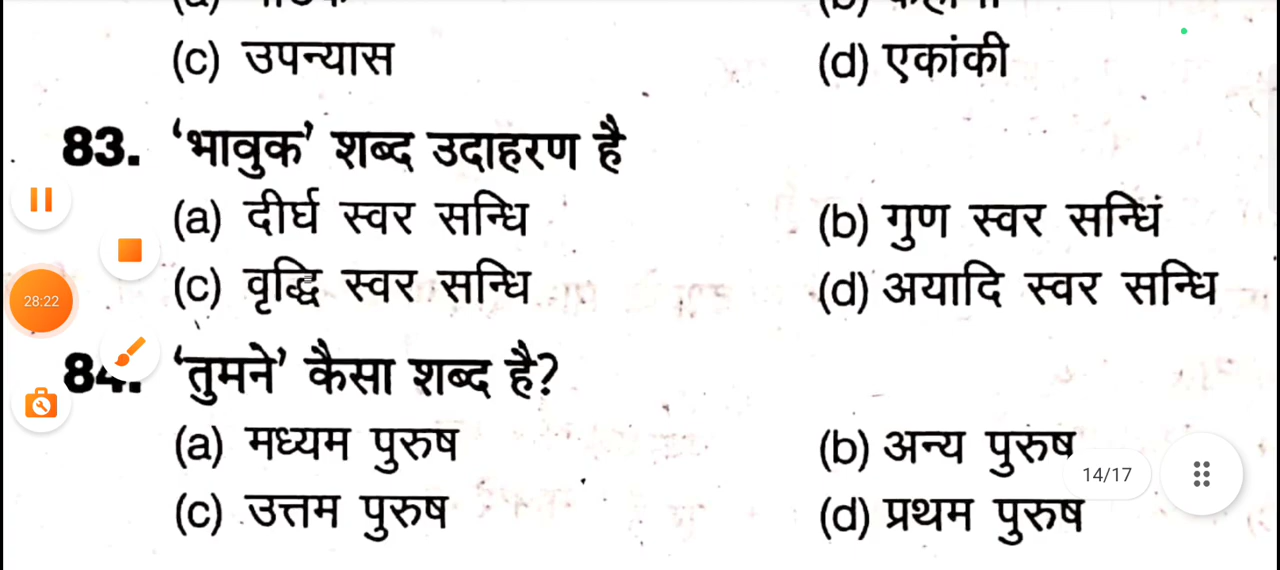 (c) उपन्यास (d) एकांकी
83. ‘भावुक’ शब्द उदाहरण है
(a) दीर्घ स्वर सन्धि (b) गुण स्वर सन्धिं
(c) वृद्धि स्वर सन्धि (d) अयादि स्वर सन्धि
28:22
84. ‘तुमने’ कैसा शब्द है?
(a) मध्यम पुरुष (b) अन्य पुरुष
14/17
(c) उत्तम पुरुष (d) प्रथम पुरुष